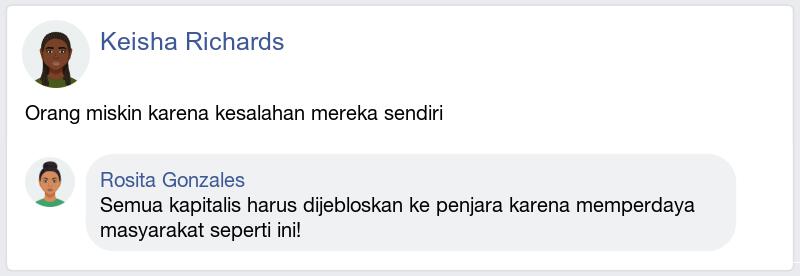 Keisha Richards
Orang miskin karena kesalahan mereka sendiri
Rosita Gonzales
Semua kapitalis harus dijebloskan ke penjara karena memperdaya
masyarakat seperti ini!